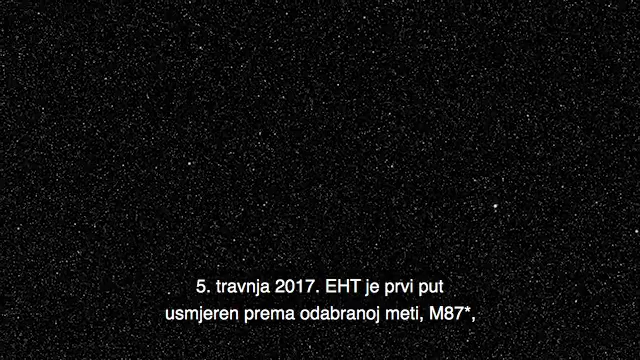 5. travnja 2017. EHT je prvi put
usmjeren prema odabranoj meti, M87*,